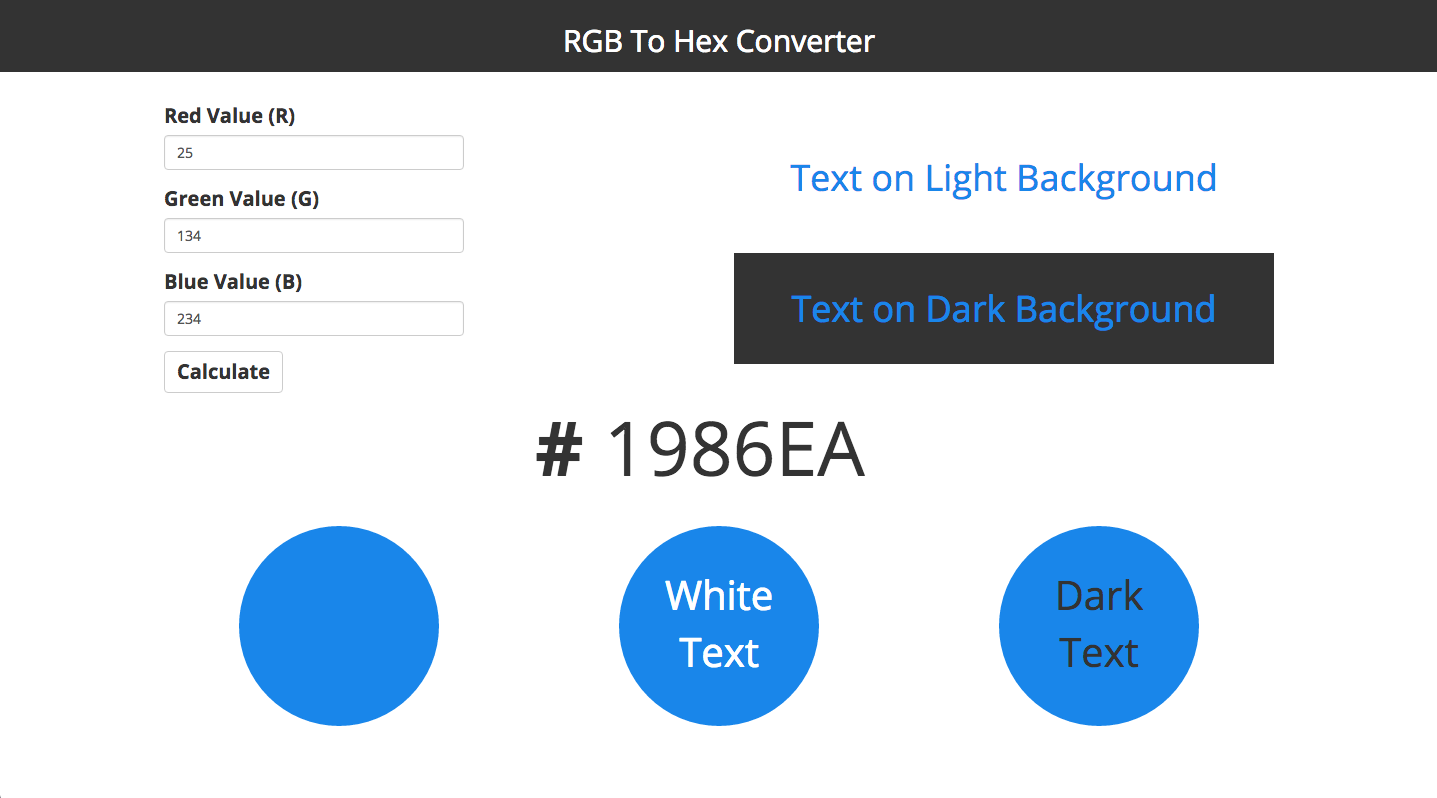 RGB To Hex Converter
Red Value (R)
25
Green Value (G)
134
Blue Value (B)
234
Calculate
Text on Light Background
Text on Dark Background
# 1986EA
White
Text
Dark
Text